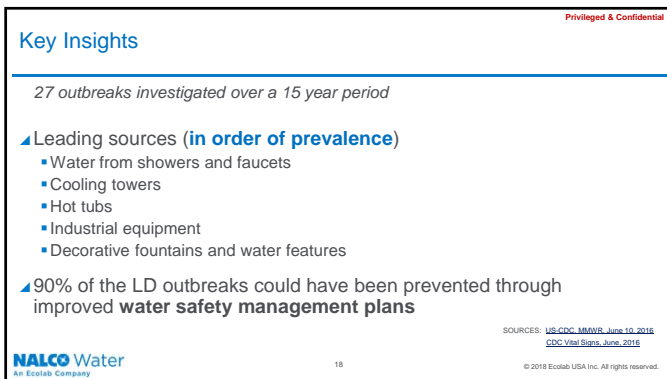 Privileged & Confidential
Key Insights
27 outbreaks investigated over a 15 year period
Leading sources (in order of prevalence)
Water from showers and faucets
Cooling towers
Hot tubs
Industrial equipment
Decorative fountains and water features
90% of the LD outbreaks could have been prevented through
improved water safety management plans
SOURCES: US-CDC, MMWR, June 10, 2016
CDC Vital Signs, June, 2016
NALCO Water
An Ecolab Company
18
© 2018 Ecolab USA Inc. All rights reserved.